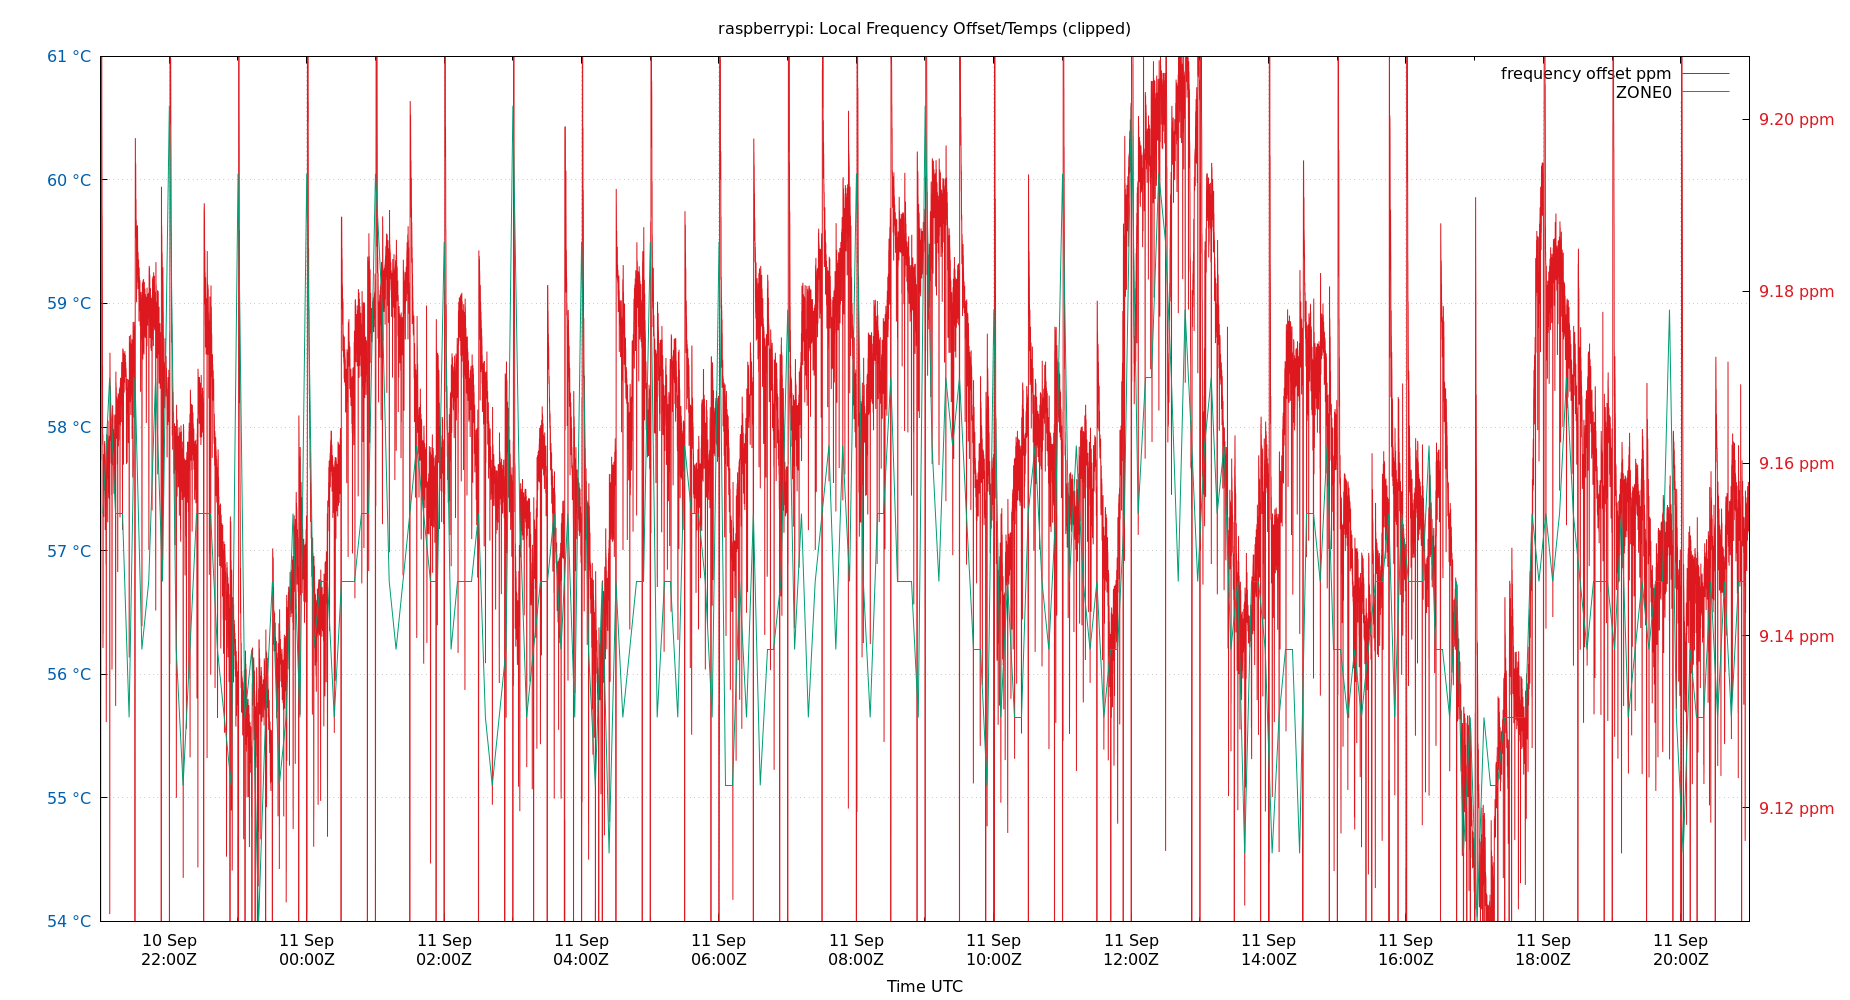 raspberrypi: Local Frequency Offset/Temps (clipped)
61 °C
60 °C
59 °C
58 °C
57 °C
56 °C
55 °C
54 °C
frequency offset ppm
ZONE0
9.20 ppm
9.18 ppm
9.16 ppm
9.14 ppm
9.12 ppm
10 Sep 11 Sep 11 Sep 11 Sep 11 Sep 11 Sep 11 Sep 11 Sep 11 Sep 11 Sep 11 Sep 11 Sep
22:00Z 00:00Z 02:00Z 04:00Z 06:00Z 08:00Z 10:00Z 12:00Z 14:00Z 16:00Z 18:00Z 20:00Z
Time UTC